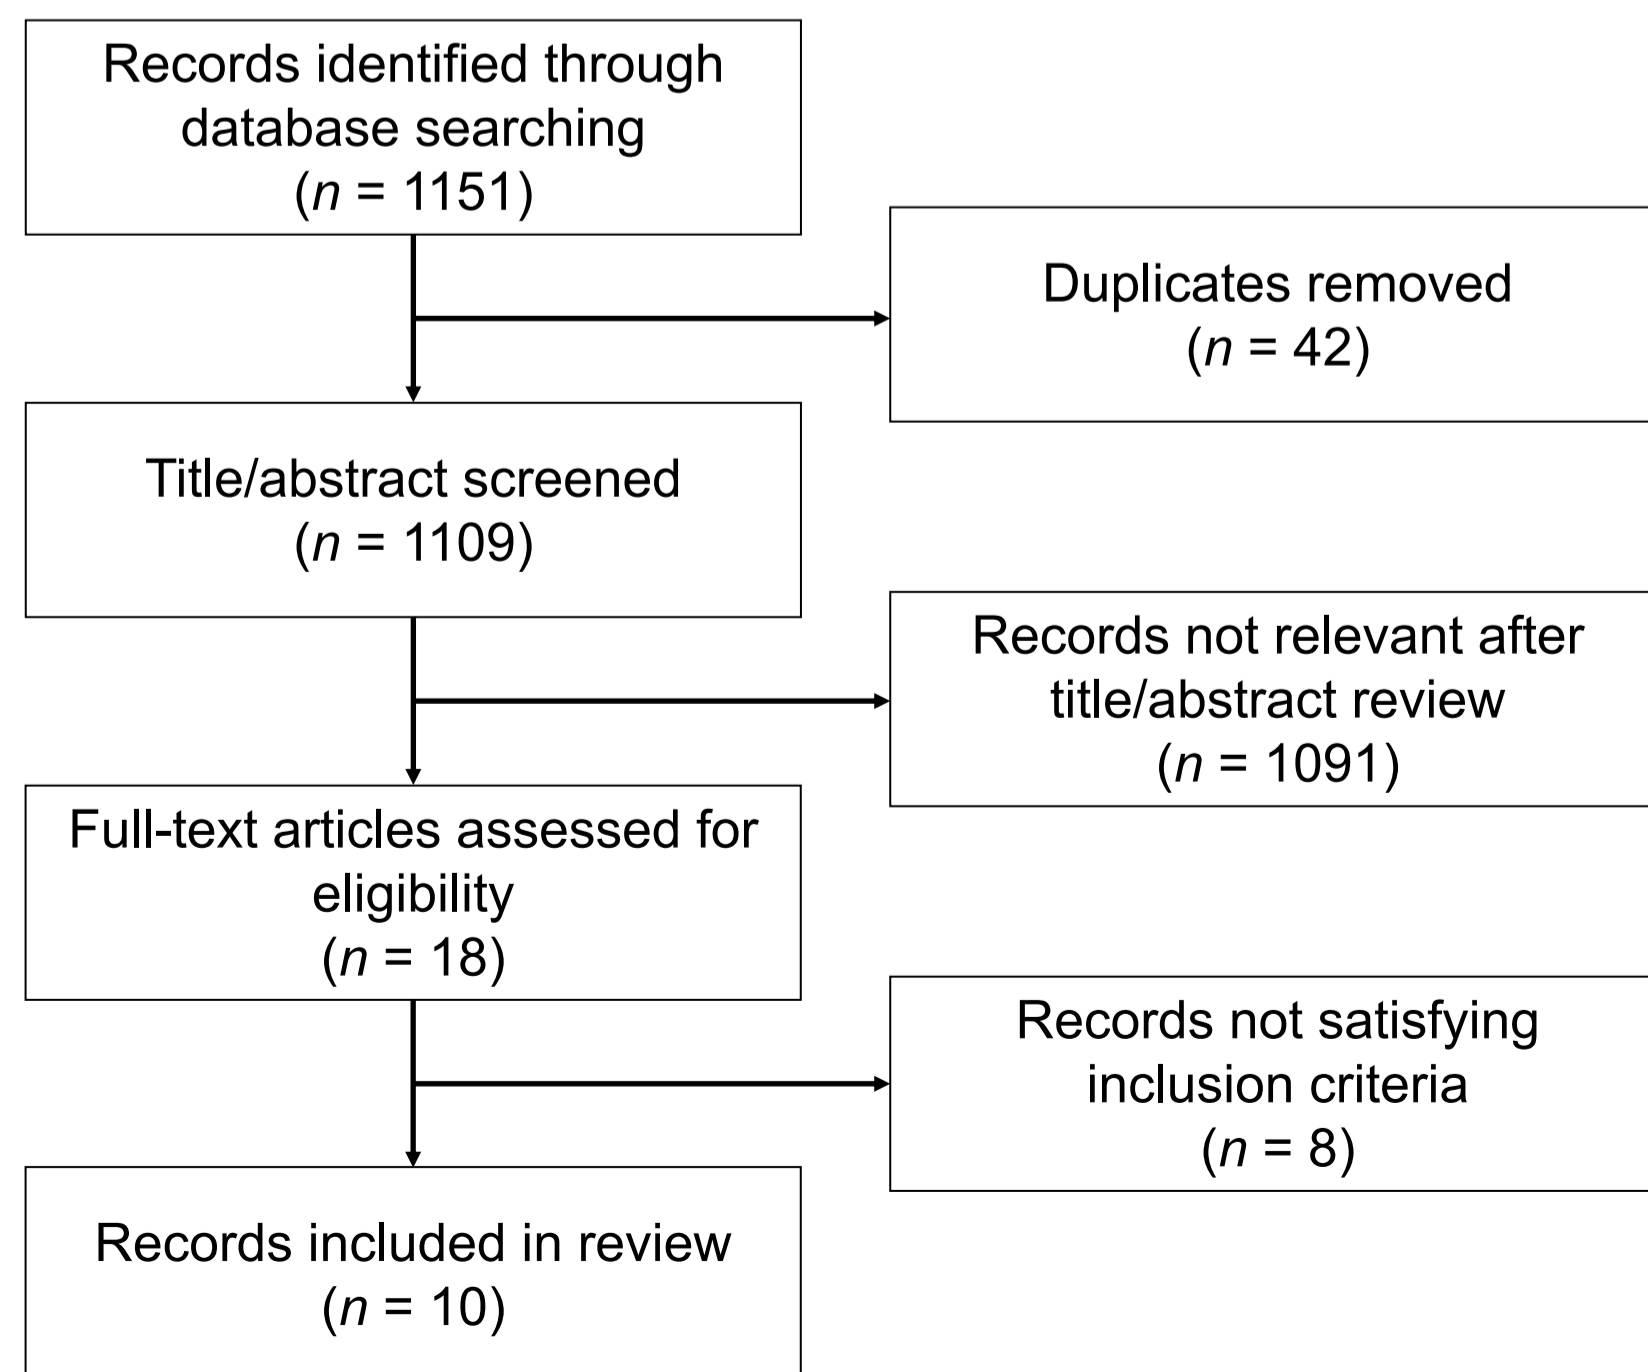 Records identified through
database searching
(n = 1151)
Duplicates removed
(n = 42)
Title/abstract screened
(n = 1109)
Records not relevant after
title/abstract review
(n = 1091)
Full-text articles assessed for
eligibility
(n = 18)
Records not satisfying
inclusion criteria
(n = 8)
Records included in review
(n = 10)